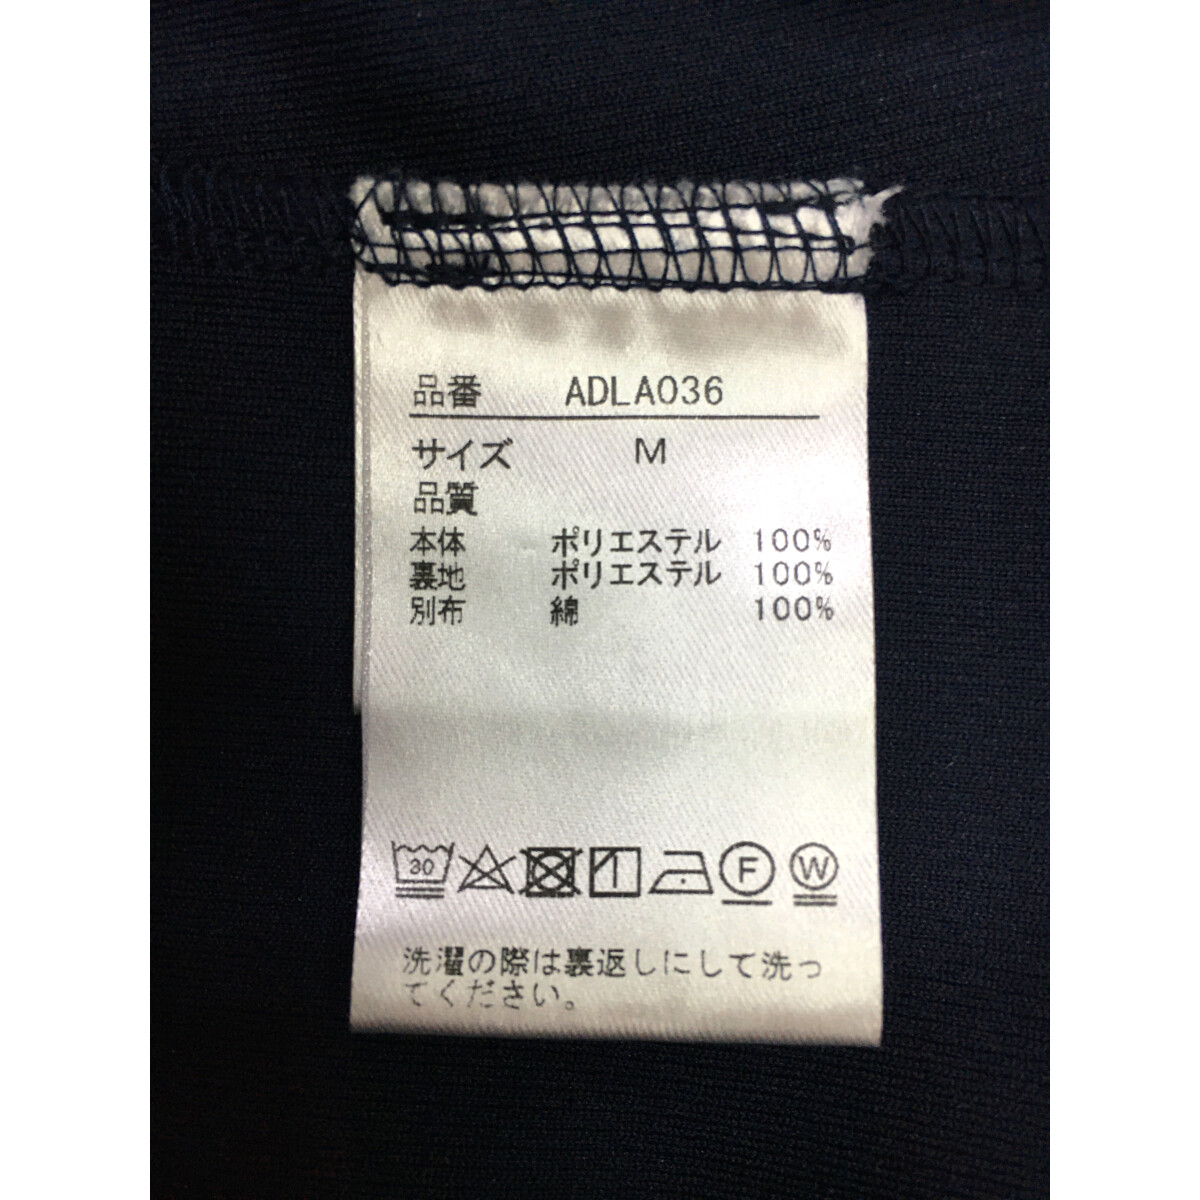 品番 ADLA036
サイズ M
品質
本体 ポリエステル 100%
裏地 ポリエステル 100%
別布 綿 100%
30 F W
洗濯の際は裏返しにして洗っ
てください。